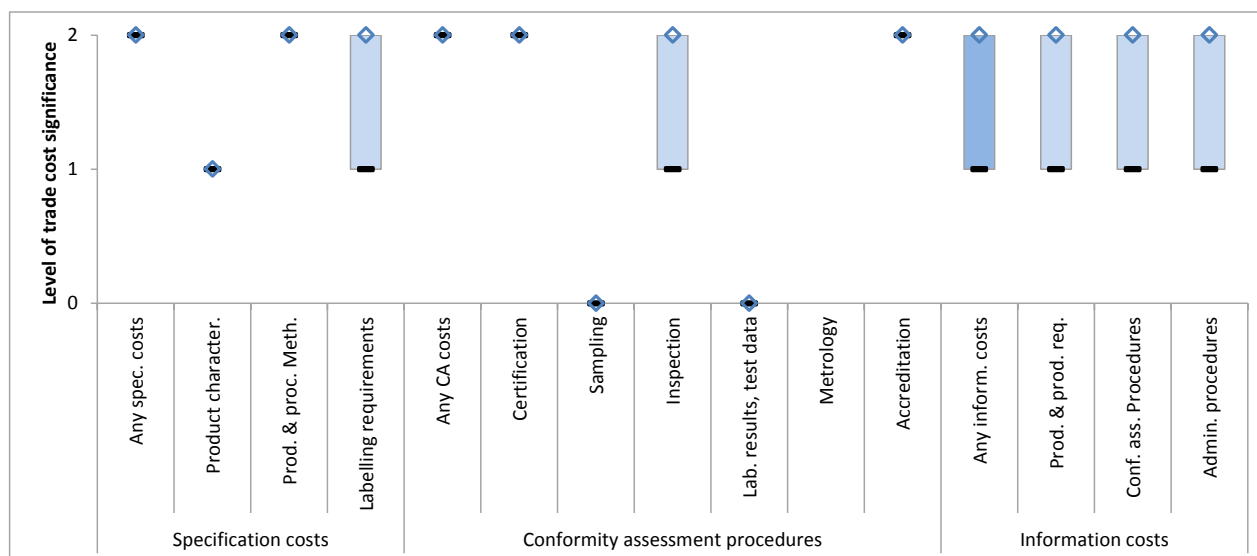 Level of trade cost significance
2
1
0
Any spec. costs
Product character.
Prod. & proc. Meth.
Labelling requirements
Any CA costs
Certification
Sampling
Inspection
Lab. results, test data
Metrology
Accreditation
Any inform. costs
Prod. & prod. req.
Conf. ass. Procedures
Admin. procedures
Specification costs
Conformity assessment procedures
Information costs